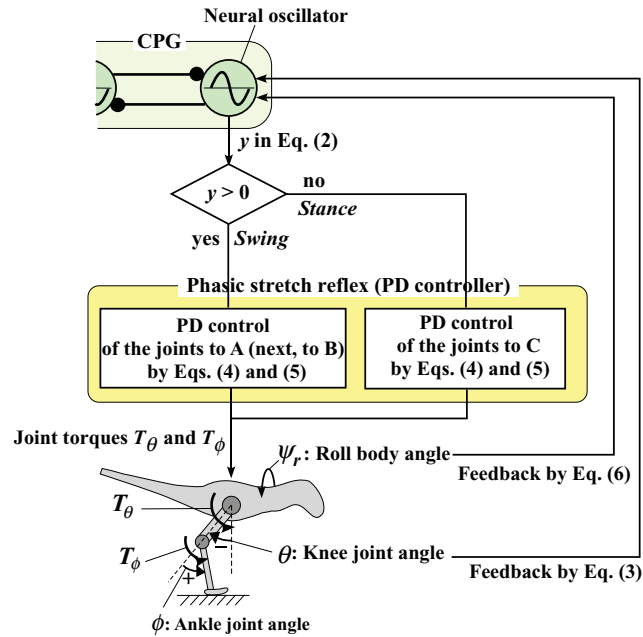 Neural oscillator
CPG
y in Eq. (2)
y > 0
no
Stance
yes Swing
Phasic stretch reflex (PD controller)
PD control
of the joints to A (next, to B)
by Eqs. (4) and (5)
PD control
of the joints to C
by Eqs. (4) and (5)
Joint torques Tθ and Tϕ
ψr: Roll body angle
Feedback by Eq. (6)
Tθ
Tϕ
−
θ: Knee joint angle
+
Feedback by Eq. (3)
ϕ: Ankle joint angle